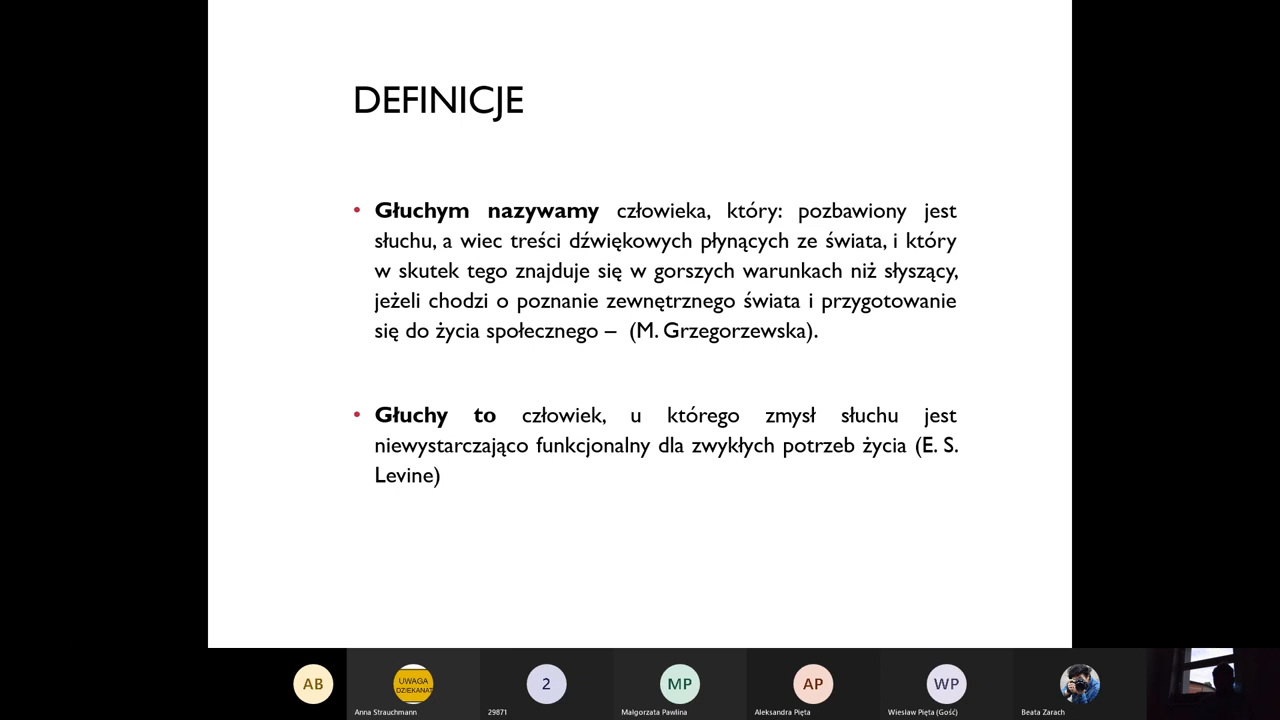 DEFINICJE
• Głuchym nazywamy człowieka, który: pozbawiony jest
słuchu, a wiec treści dźwiękowych płynących ze świata, i który
w skutek tego znajduje się w gorszych warunkach niż słyszący,
jeżeli chodzi o poznanie zewnętrznego świata i przygotowanie
się do życia społecznego – (M. Grzegorzewska).
• Głuchy to człowiek, u którego zmysł słuchu jest
niewystarczająco funkcjonalny dla zwykłych potrzeb życia (E. S.
Levine)
AB
UWAGA
DZIEKANAT
2
MP
AP
WP
Anna Strauchmann
29871
Małgorzata Pawlina
Aleksandra Pięta
Wiesław Pięta (Gość)
Beata Zarach